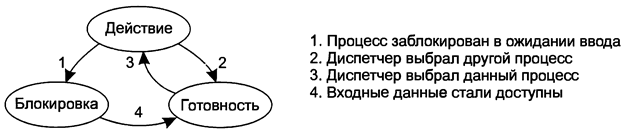 Действие
1
3
2
Блокировка
4
Готовность
1. Процесс заблокирован в ожидании ввода
2. Диспетчер выбрал другой процесс
3. Диспетчер выбрал данный процесс
4. Входные данные стали доступны